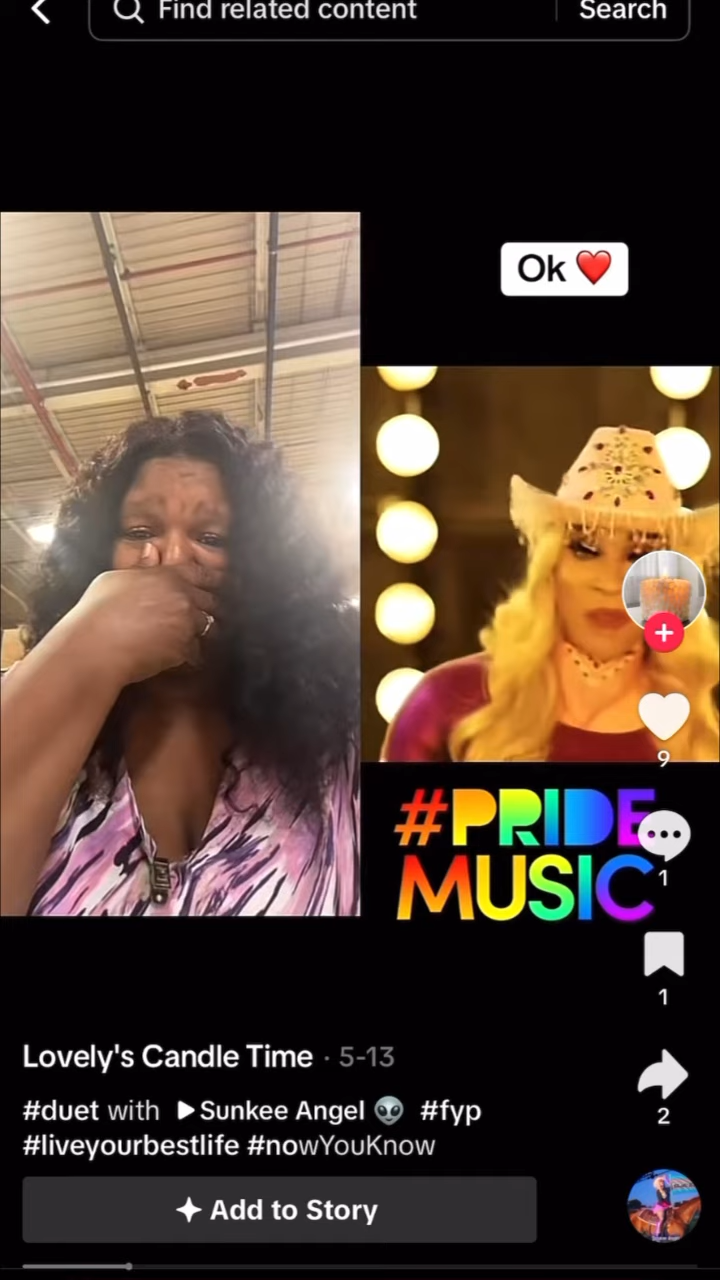 Find related content
Search
Ok ❤️
#PRIDE
MUSIC
9
1
1
2
Lovely's Candle Time · 5-13
#duet with ▶Sunkee Angel 👽 #fyp
#liveyourbestlife #nowYouKnow
Add to Story